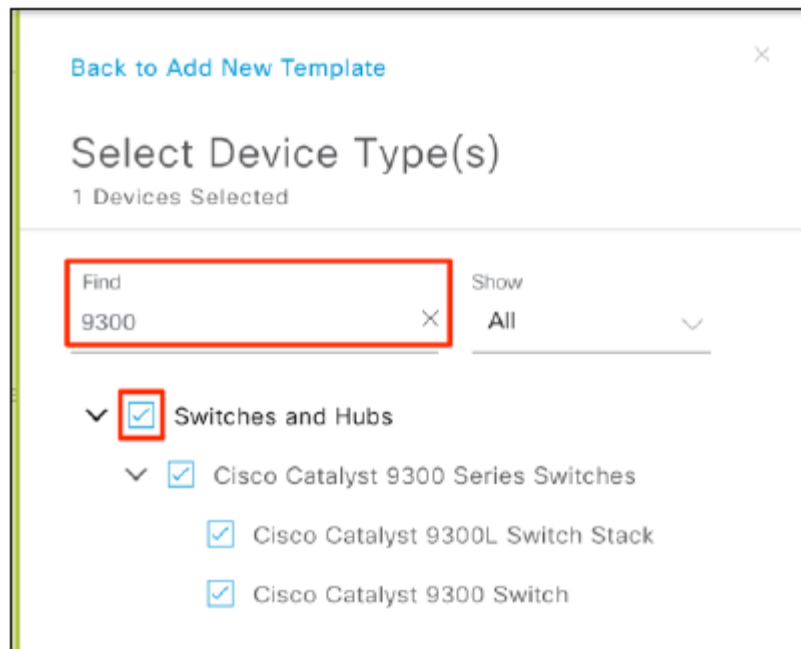 Back to Add New Template
Select Device Type(s)
1 Devices Selected
Find
Show
9300
All
Switches and Hubs
Cisco Catalyst 9300 Series Switches
Cisco Catalyst 9300L Switch Stack
Cisco Catalyst 9300 Switch